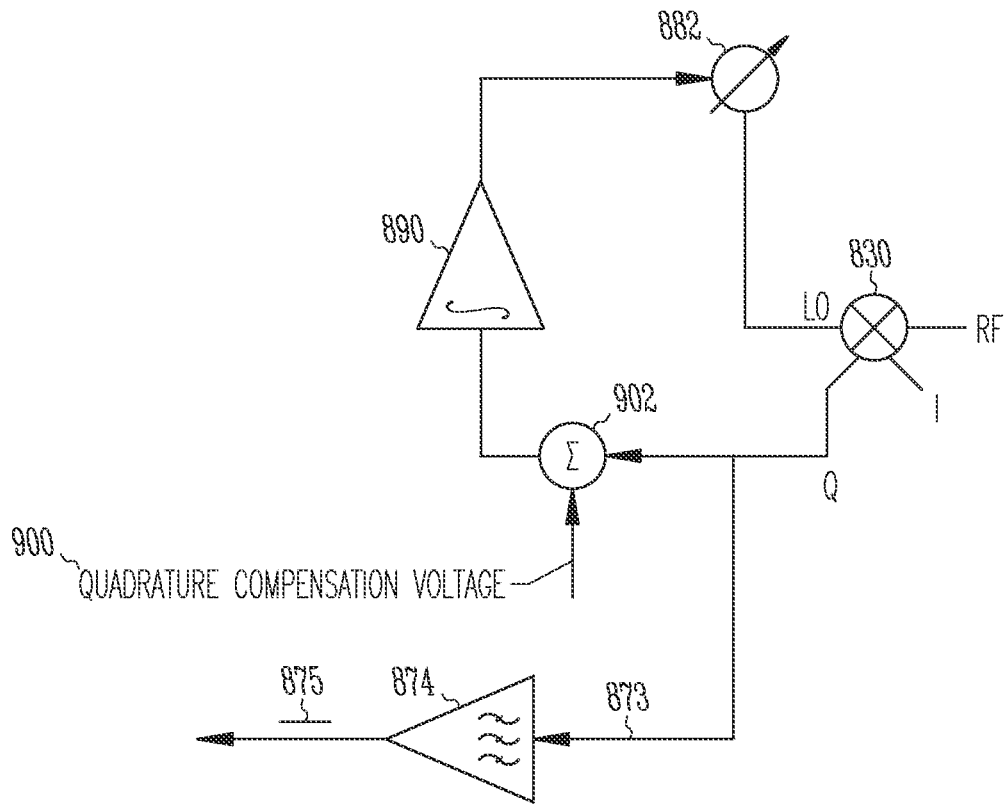 882
890
830
LO
RF
I
902
Σ
Q
900
QUADRATURE COMPENSATION VOLTAGE
875
874
873